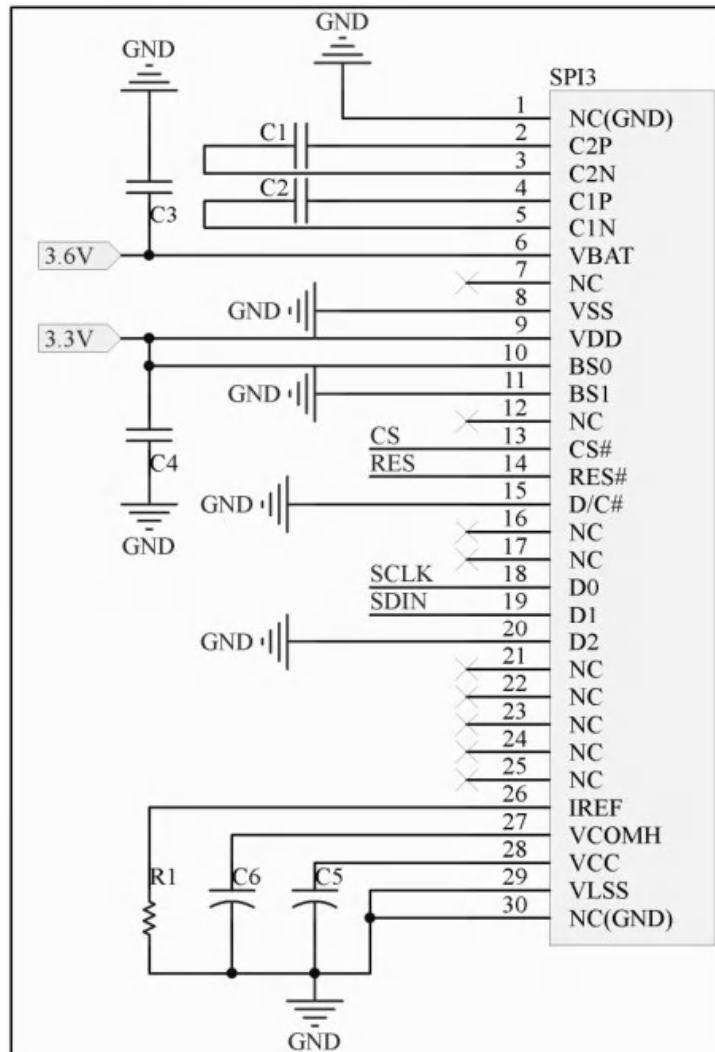 GND
GND
SPI3
1 NC(GND)
C1 2 C2P
3 C2N
C2 4 C1P
C3 5 C1N
3.6V 6 VBAT
7 NC
GND 8 VSS
3.3V 9 VDD
10 BS0
GND 11 BS1
12 NC
CS 13 CS#
C4 RES 14 RES#
GND 15 D/C#
GND 16 NC
17 NC
SCLK 18 D0
SDIN 19 D1
GND 20 D2
21 NC
22 NC
23 NC
24 NC
25 NC
26 IREF
27 VCOMH
R1 C6 C5 28 VCC
29 VLSS
30 NC(GND)
GND